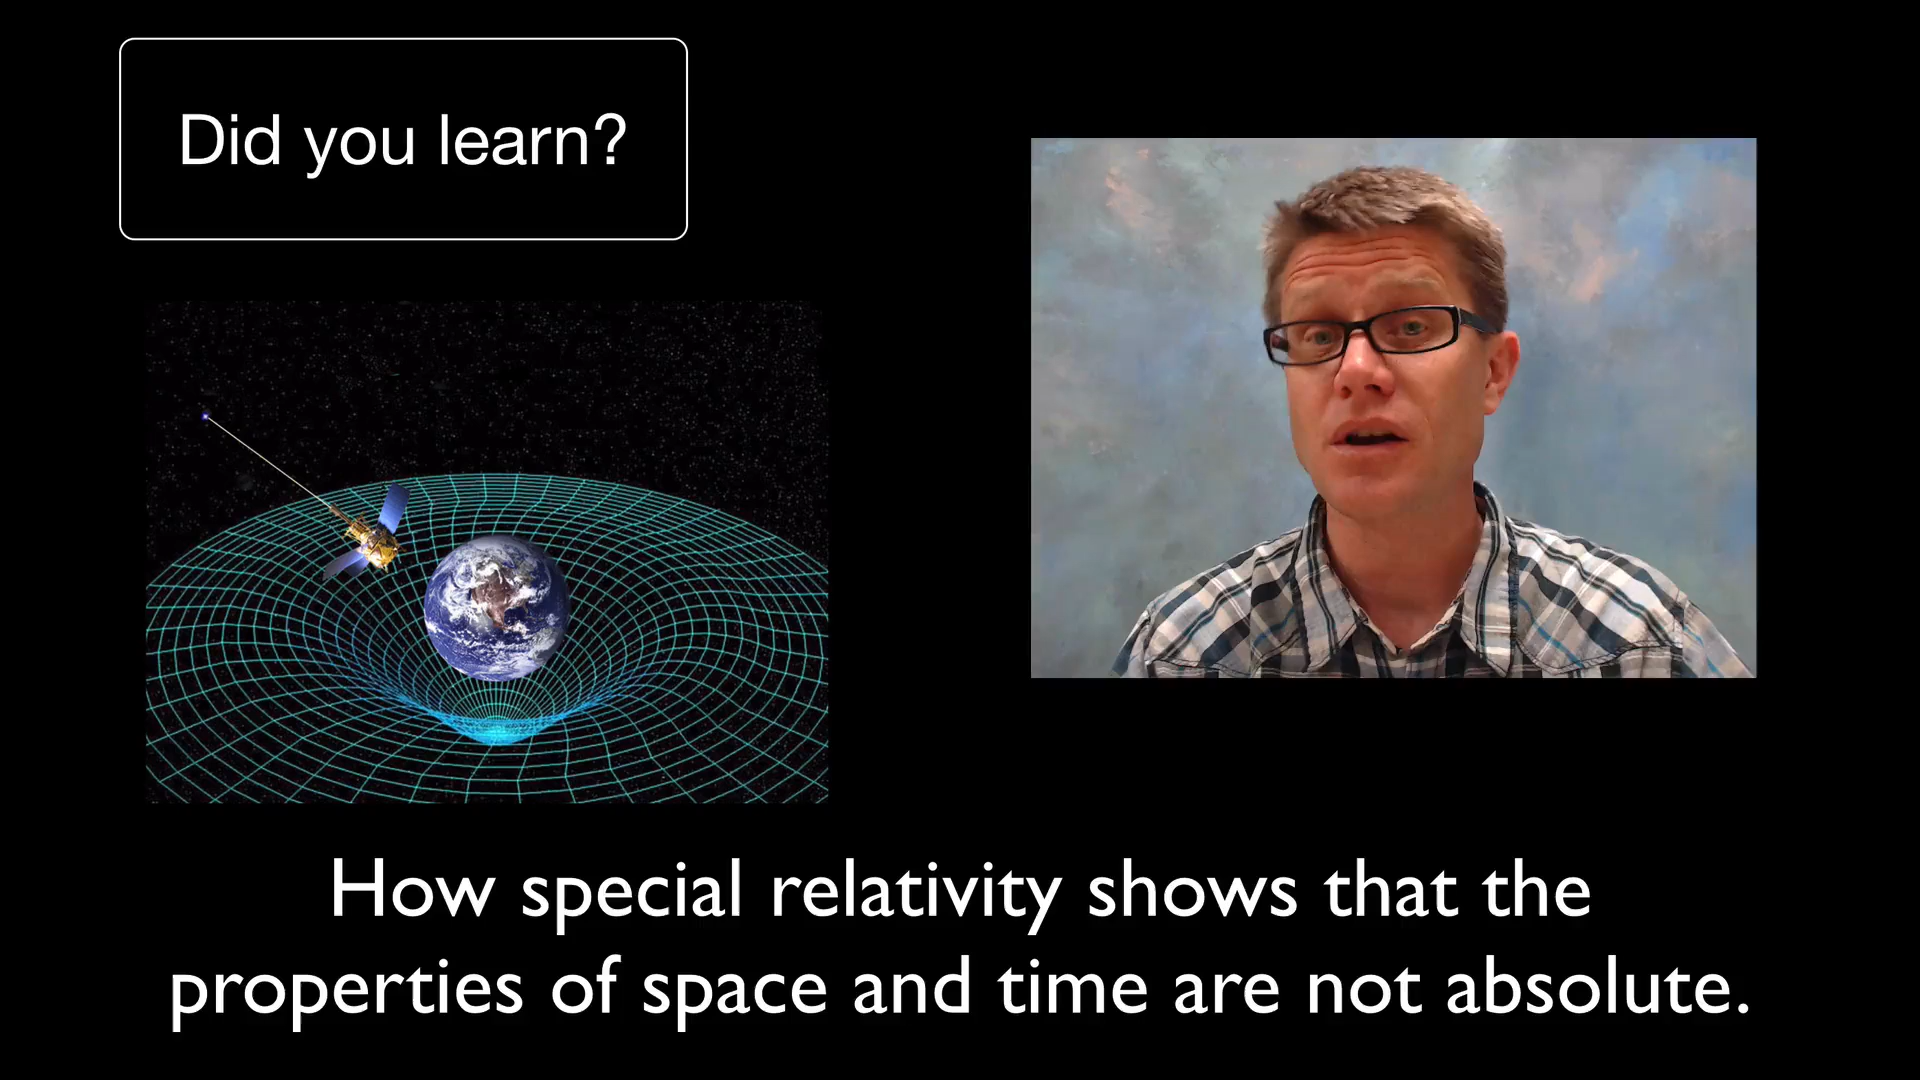 Did you learn?
How special relativity shows that the
properties of space and time are not absolute.